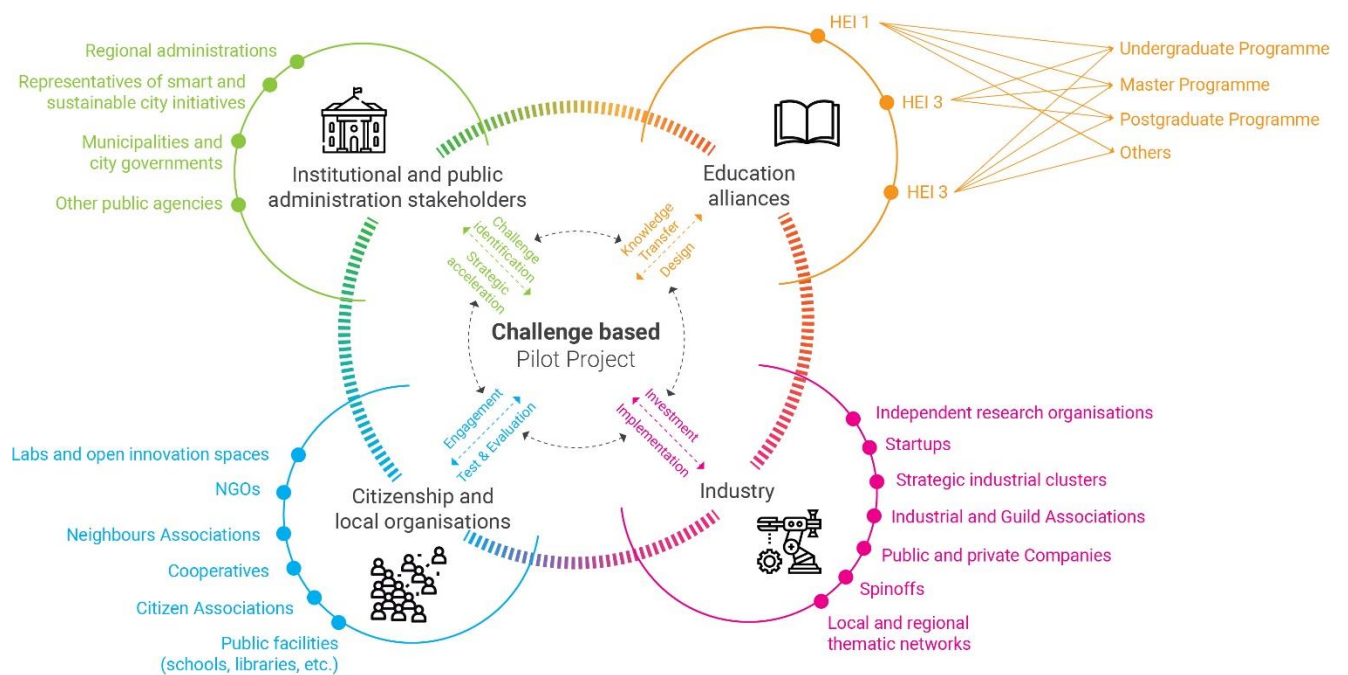 Regional administrations
Representatives of smart and
sustainable city initiatives
Municipalities and
city governments
Other public agencies
Institutional and public
administration stakeholders
HEI 1
HEI 3
HEI 3
Undergraduate Programme
Master Programme
Postgraduate Programme
Others
Education
alliances
Challenge
identification
Strategic
acceleration
Knowledge
Transfer
Design
Challenge based
Pilot Project
Engagement
Test & Evaluation
Investment
Implementation
Labs and open innovation spaces
NGOs
Neighbours Associations
Cooperatives
Citizen Associations
Public facilities
(schools, libraries, etc.)
Citizenship and
local organisations
Industry
Independent research organisations
Startups
Strategic industrial clusters
Industrial and Guild Associations
Public and private Companies
Spinoffs
Local and regional
thematic networks